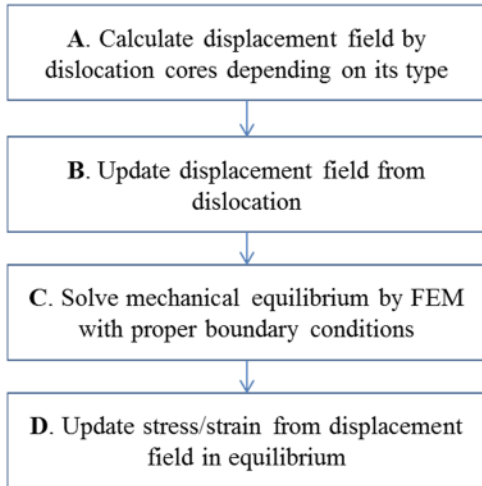 A. Calculate displacement field by
dislocation cores depending on its type
B. Update displacement field from
dislocation
C. Solve mechanical equilibrium by FEM
with proper boundary conditions
D. Update stress/strain from displacement
field in equilibrium